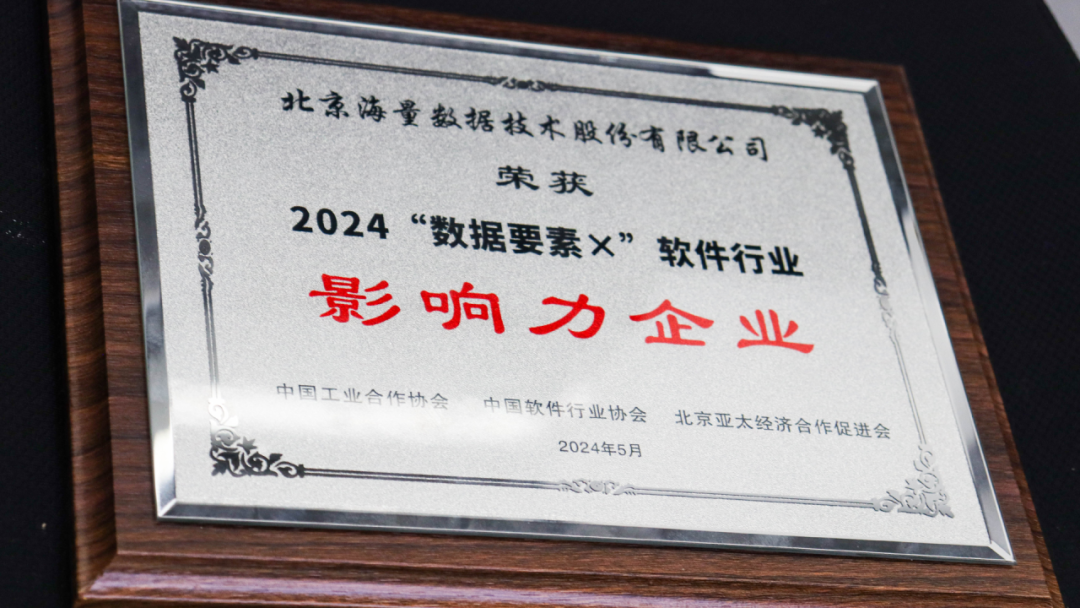 北京海量数据技术股份有限公司
荣获
2024“数据要素×”软件行业
影响力企业
中国工业合作协会 中国软件行业协会 北京亚太经济合作促进会
2024年5月